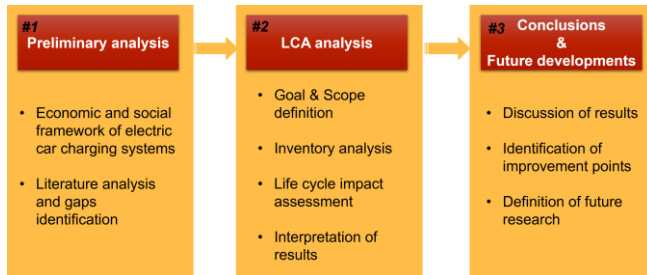 #1
Preliminary analysis
• Economic and social
framework of electric
car charging systems
• Literature analysis
and gaps
identification
#2
LCA analysis
• Goal & Scope
definition
• Inventory analysis
• Life cycle impact
assessment
• Interpretation of
results
#3
Conclusions
&
Future developments
• Discussion of results
• Identification of
improvement points
• Definition of future
research